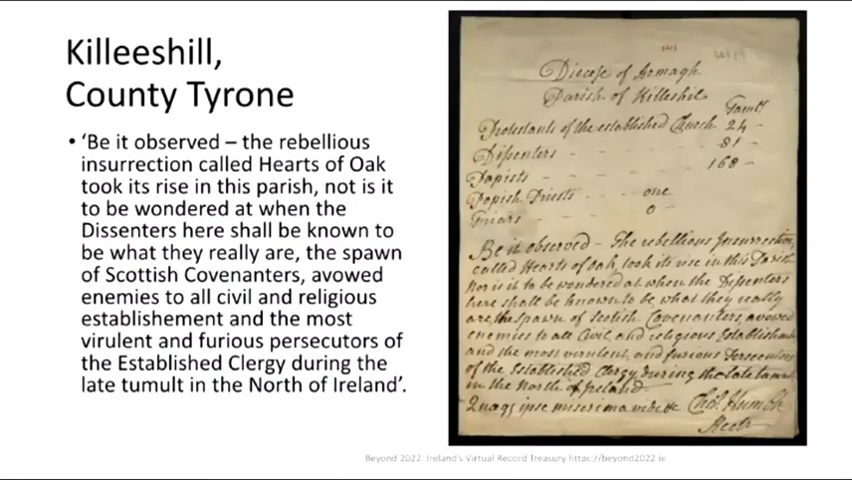 Killeeshill,
County Tyrone
• ‘Be it observed – the rebellious
insurrection called Hearts of Oak
took its rise in this parish, not is it
to be wondered at when the
Dissenters here shall be known to
be what they really are, the spawn
of Scottish Covenanters, avowed
enemies to all civil and religious
establishement and the most
virulent and furious persecutors of
the Established Clergy during the
late tumult in the North of Ireland’.
Diocese of Armagh
Parish of Killeshil
Protestants of the established Church 24 -
Dissenters - - - 81 -
Papists - - - 168 -
Popish Priests - - one
Friars - - - 0 -
Be it observed - The rebellious Insurrection,
called Hearts of Oak, took its rise in this Parish
Nor is it to be wondered at when the Dissenters
here shall be known to be what they really
are, the spawn of Scotish Covenanters, avowed
enemies to all Civil, and religious Establishm
and the most virulent, and furious Persecutors
of the Established Clergy during the late
in the North of Ireland
ipse miserima
Beyond 2022: Ireland's Virtual Record Treasury https://beyond2022.ie